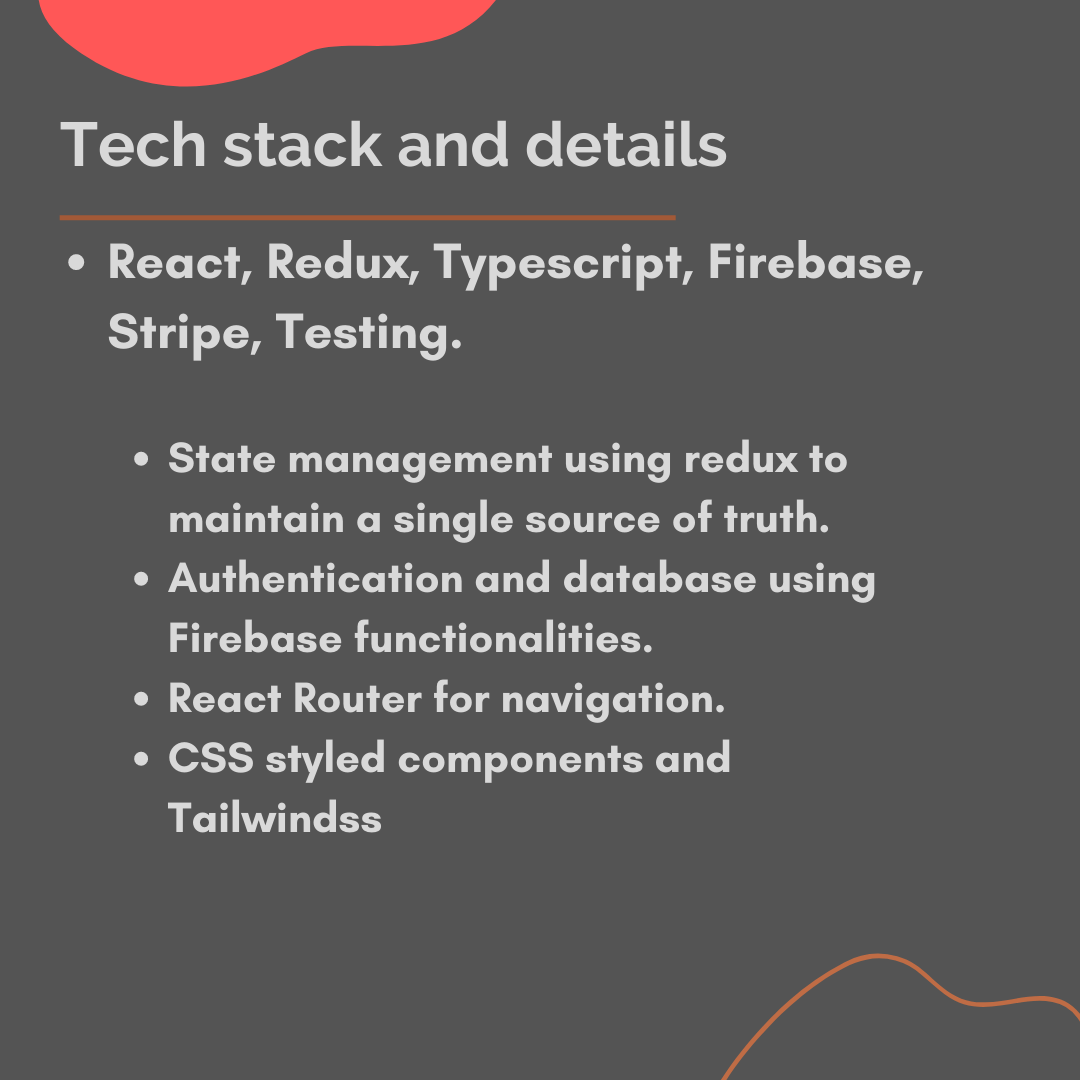 Tech stack and details
• React, Redux, Typescript, Firebase,
Stripe, Testing.
• State management using redux to
maintain a single source of truth.
• Authentication and database using
Firebase functionalities.
• React Router for navigation.
• CSS styled components and
Tailwindss